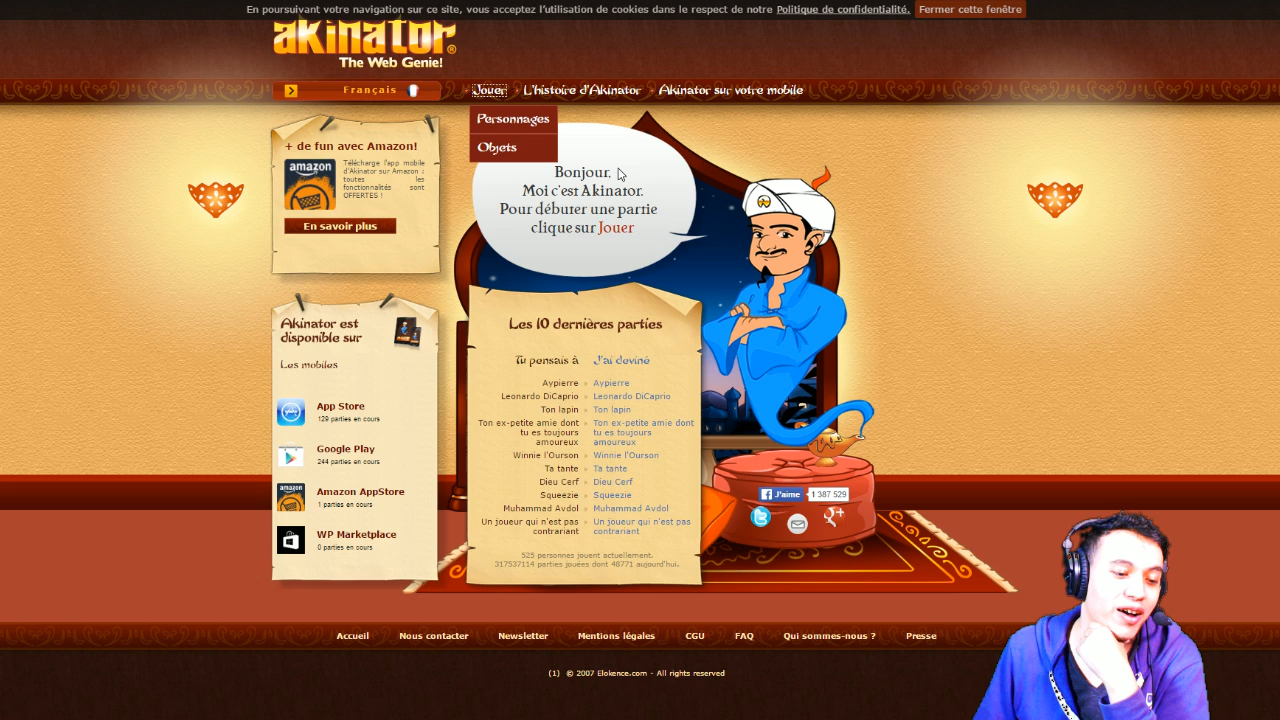 En poursuivant votre navigation sur ce site, vous acceptez l'utilisation de cookies dans le respect de notre Politique de confidentialité. Fermer cette fenêtre
akinator®
The Web Genie!
Français
Jouer
L'histoire d'Akinator
Akinator sur votre mobile
Personnages
Objets
+ de fun avec Amazon!
amazon
Télécharge l'app mobile
d'Akinator sur Amazon :
toutes les
fonctionnalités sont
OFFERTES !
En savoir plus
Bonjour,
Moi c'est Akinator.
Pour débuter une partie
clique sur Jouer
Akinator est
disponible sur
Les mobiles
App Store
129 parties en cours
Google Play
244 parties en cours
amazon
Amazon AppStore
1 parties en cours
WP Marketplace
0 parties en cours
Les 10 dernières parties
Tu pensais à J'ai deviné
Aypierre Aypierre
Leonardo DiCaprio Leonardo DiCaprio
Ton lapin Ton lapin
Ton ex-petite amie dont Ton ex-petite amie dont
tu es toujours tu es toujours
amoureux amoureux
Winnie l'Ourson Winnie l'Ourson
Ta tante Ta tante
Dieu Cerf Dieu Cerf
Squeezie Squeezie
Muhammad Avdol Muhammad Avdol
Un joueur qui n'est pas Un joueur qui n'est pas
contrariant contrariant
525 personnes jouent actuellement.
317537114 parties jouées dont 48771 aujourd'hui.
J'aime 1 387 529
Accueil
Nous contacter
Newsletter
Mentions légales
CGU
FAQ
Qui sommes-nous ?
Presse
(1) © 2007 Elokence.com - All rights reserved